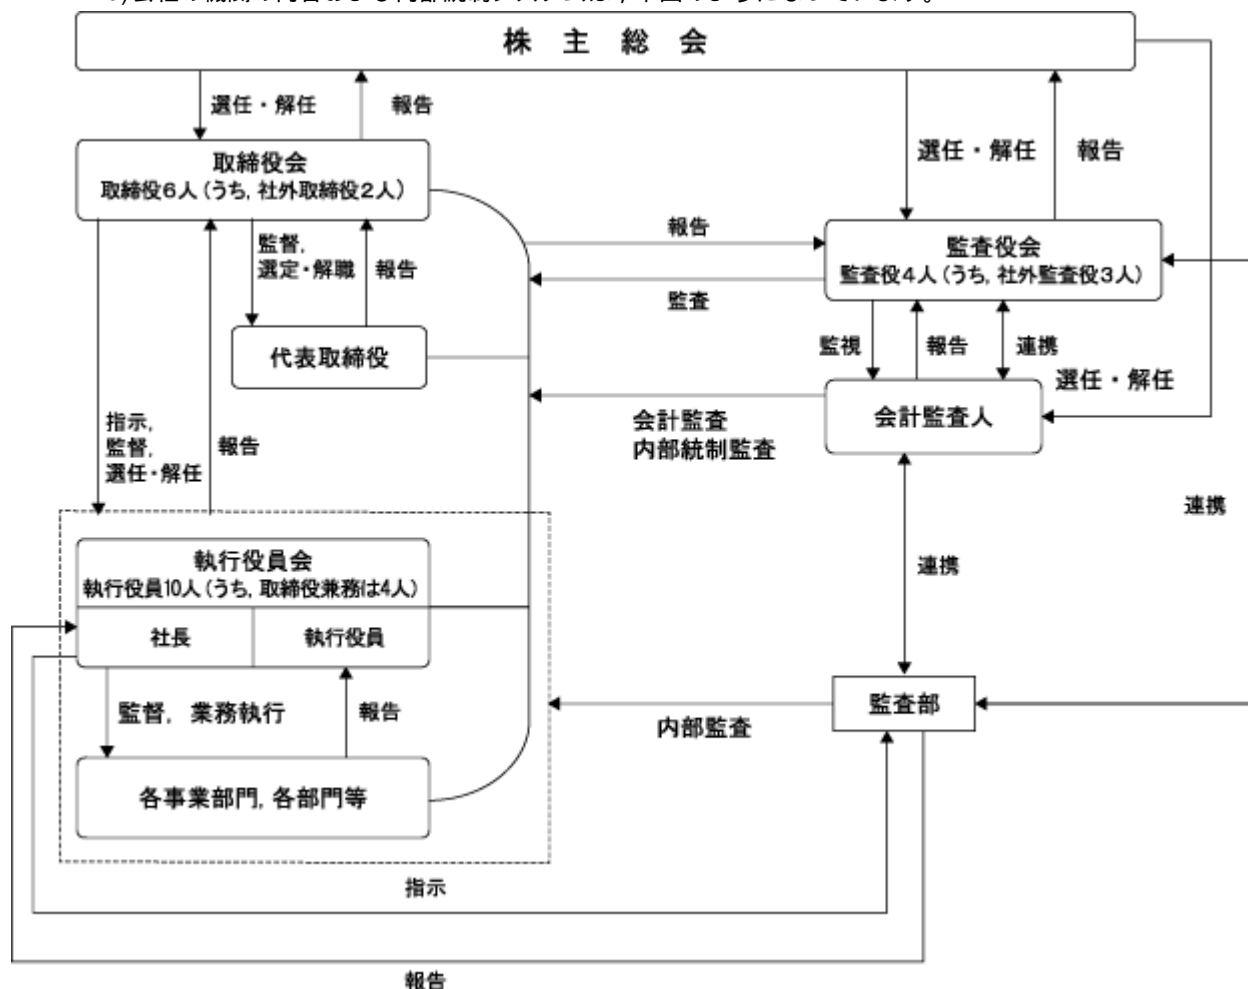 株 主 総 会
選任・解任
報告
取締役会
取締役6人(うち, 社外取締役2人)
選任・解任
報告
監督,
選定・解職
報告
報告
監査役会
監査役4人(うち, 社外監査役3人)
監査
代表取締役
監視
報告
連携
選任・解任
会計監査人
会計監査
内部統制監査
指示,
監督,
選任・解任
報告
連携
執行役員会
執行役員10人(うち, 取締役兼務は4人)
連携
社長
執行役員
監督, 業務執行
報告
監査部
内部監査
各事業部門, 各部門等
指示
報告